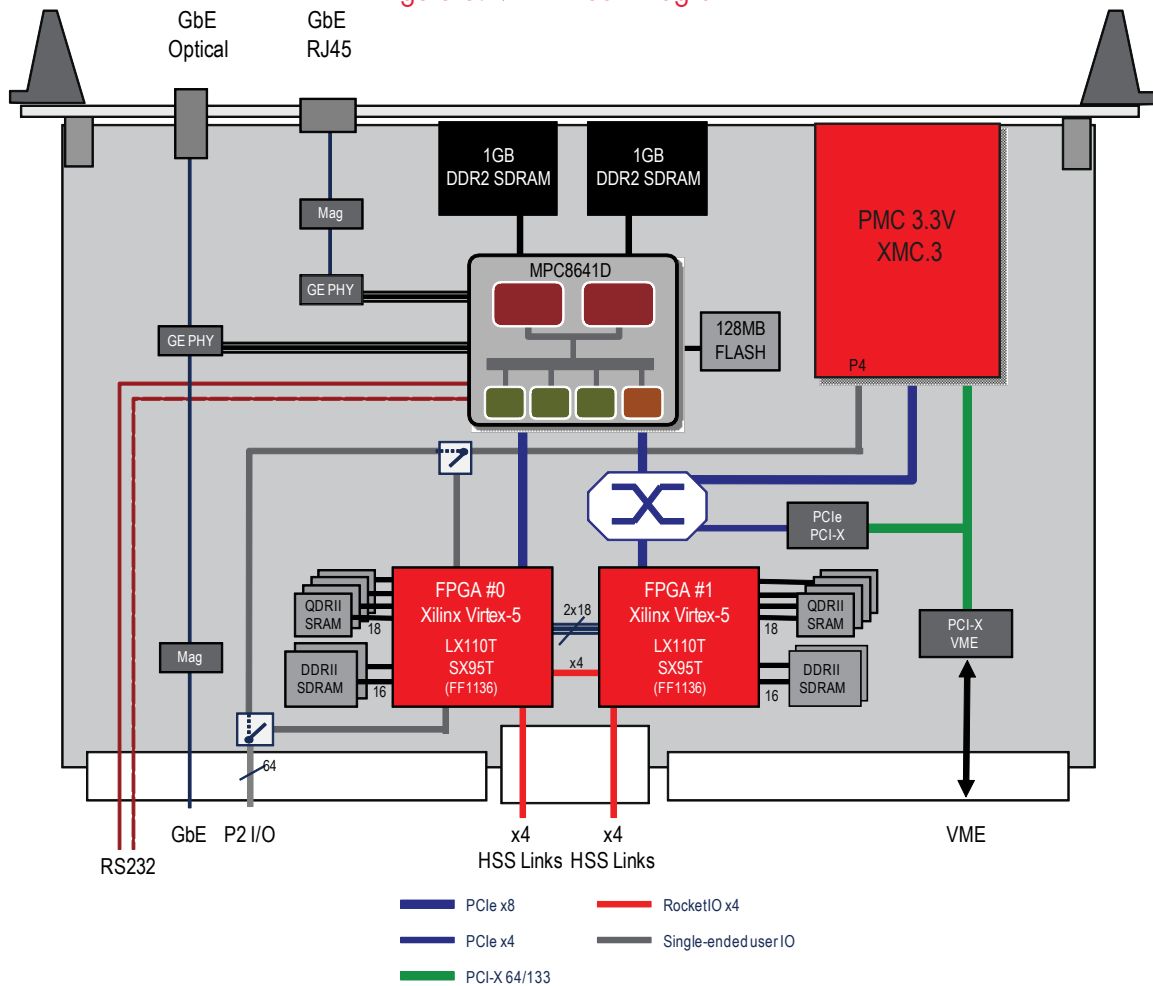 GbE
Optical
GbE
RJ45
1GB
DDR2 SDRAM
1GB
DDR2 SDRAM
PMC 3.3V
XMC.3
P4
Mag
GE PHY
GE PHY
MPC8641D
128MB
FLASH
PCIe
PCI-X
FPGA #0
Xilinx Virtex-5
LX110T
SX95T
(FF1136)
2x18
x4
FPGA #1
Xilinx Virtex-5
LX110T
SX95T
(FF1136)
QDRII
SRAM
18
DDRII
SDRAM
16
QDRII
SRAM
18
DDRII
SDRAM
16
PCI-X
VME
Mag
64
RS232
GbE
P2 I/O
x4
HSS Links
x4
HSS Links
VME
PCIe x8
RocketIO x4
PCIe x4
Single-ended user IO
PCI-X 64/133